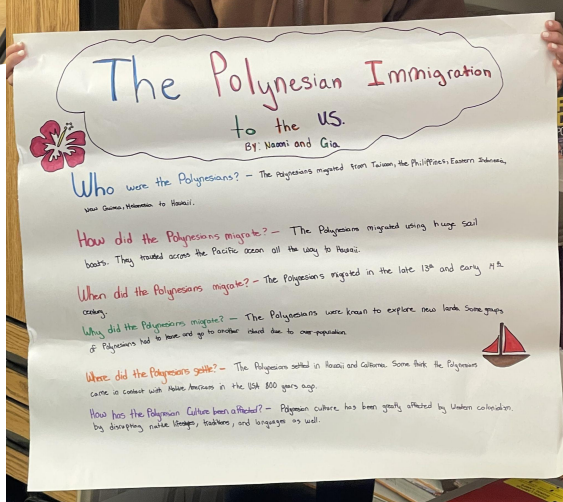 The Polynesian Immigration
to the US.
By: Naomi and Gia
Who were the Polynesians? - The Polynesians migrated from Taiwan, the Philippines, Eastern Indonesia,
New Guinea, Melanesia to Hawaii.
How did the Polynesians migrate? - The Polynesians migrated using huge sail
boats. They traveled across the Pacific ocean all the way to Hawaii.
When did the Polynesians migrate? - The Polynesians migrated in the late 13th and early 14th
century.
Why did the Polynesians migrate? - The Polynesians were known to explore new lands. Some groups
of Polynesians had to leave and go to another island due to over-population.
Where did the Polynesians settle? - The Polynesians settled in Hawaii and California. Some think the Polynesians
came in contact with Native Americans in the USA 800 years ago.
How has the Polynesian Culture been affected? - Polynesian culture has been greatly affected by Western colonialism.
by disrupting native lifestyles, traditions, and languages as well.